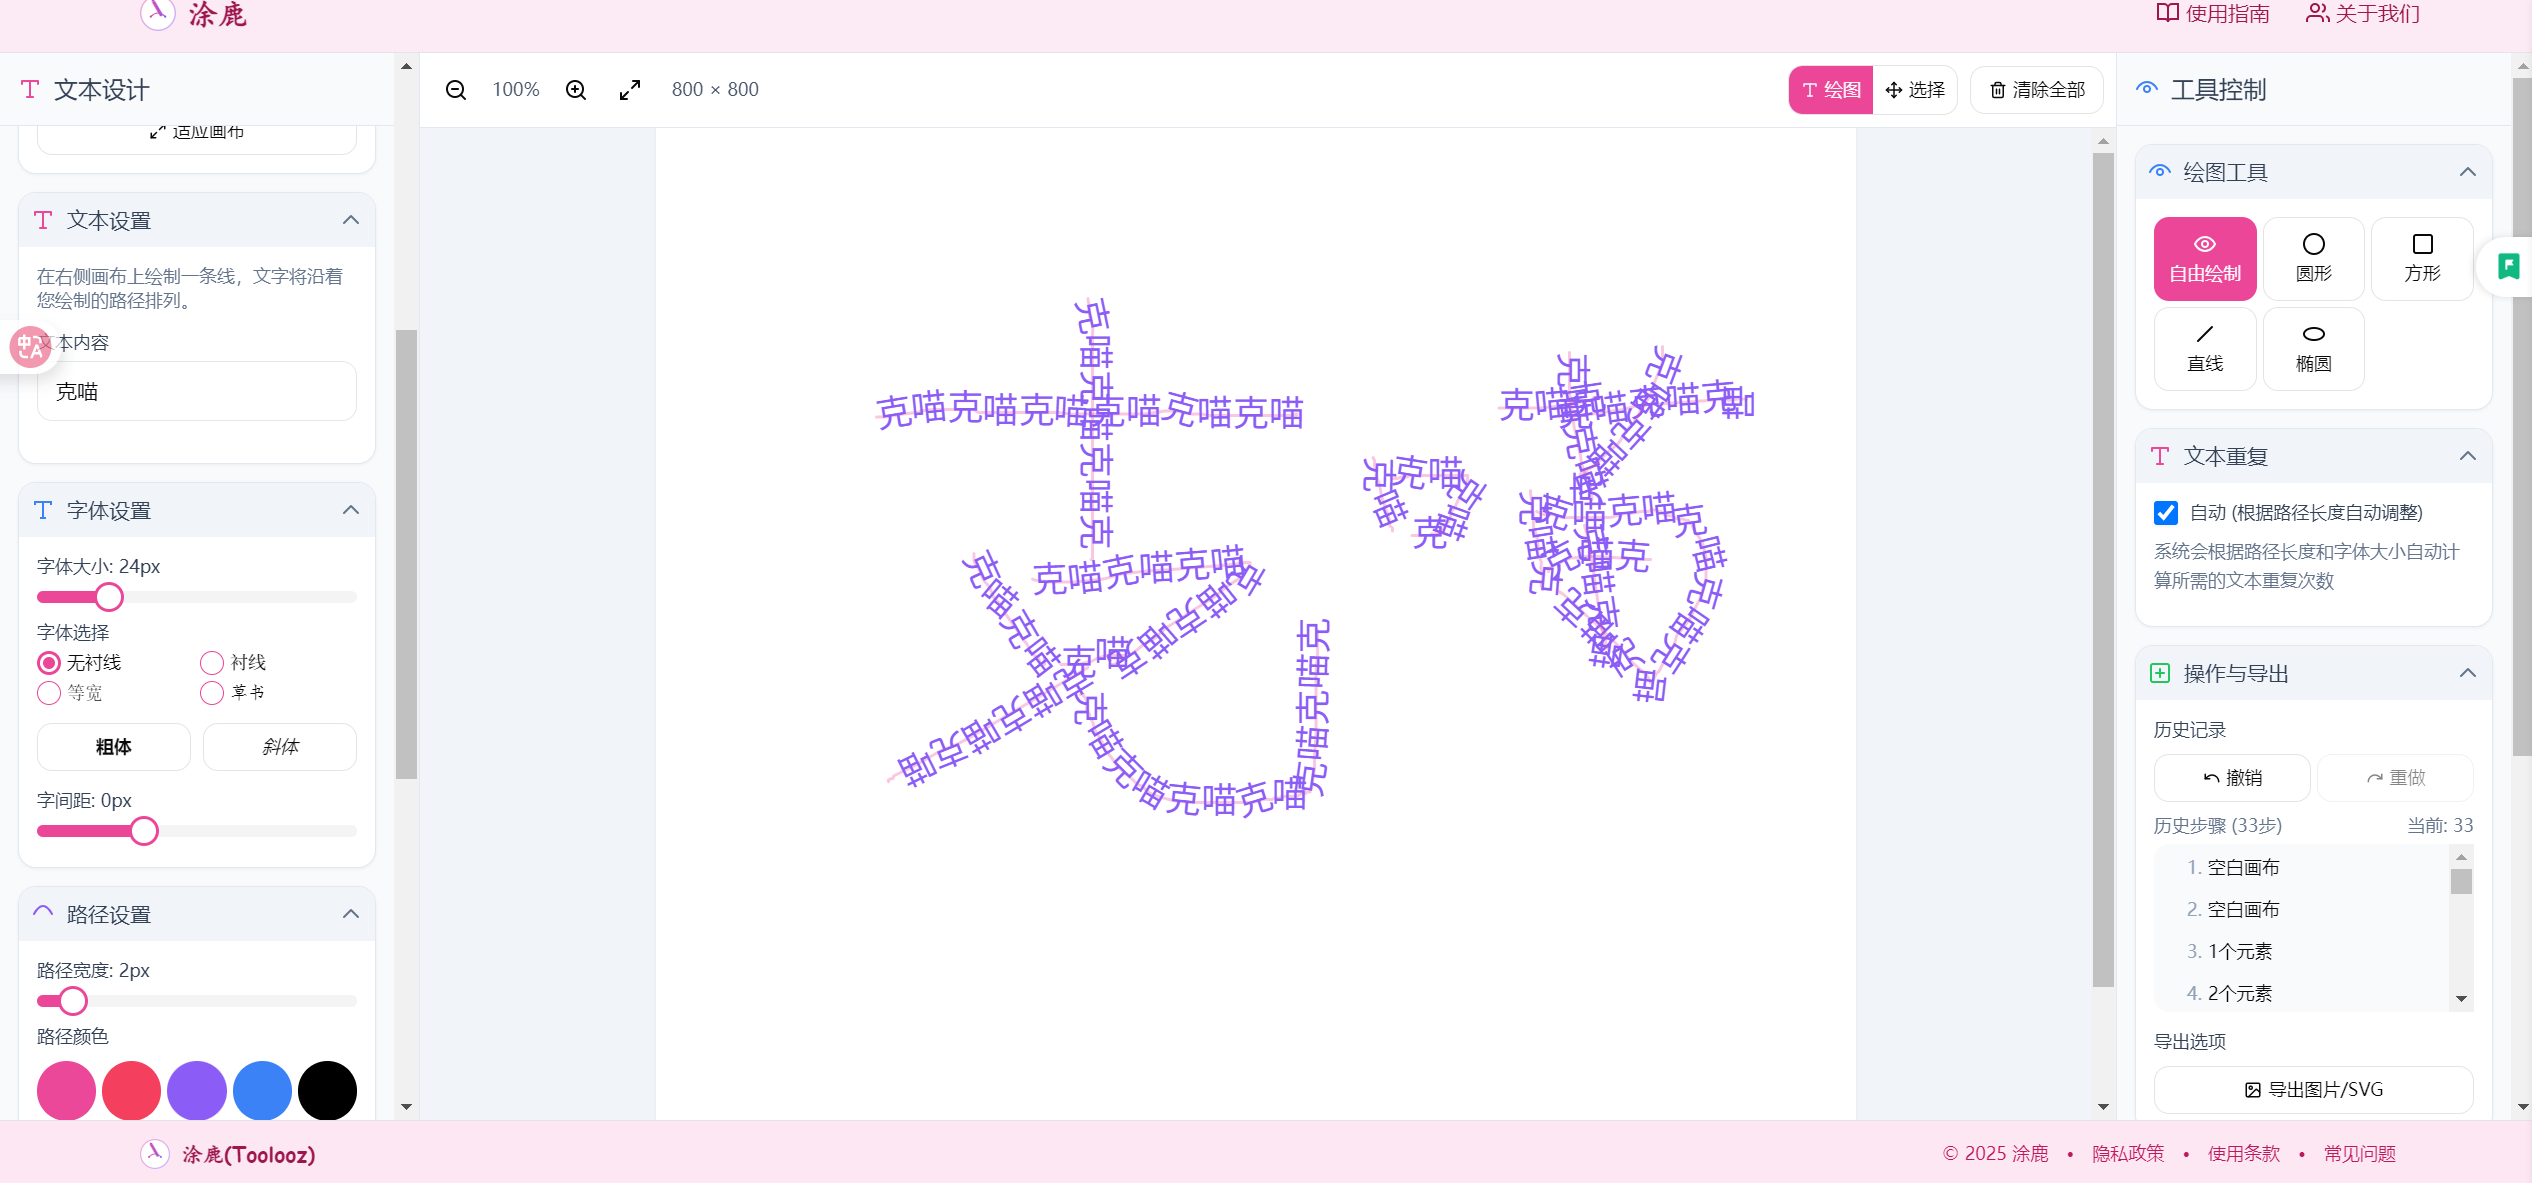 涂鹿
使用指南
关于我们
文本设计
适应画布
文本设置
在右侧画布上绘制一条线，文字将沿着
您绘制的路径排列。
文本内容
克喵
字体设置
字体大小: 24px
字体选择
无衬线
衬线
等宽
草书
粗体
斜体
字间距: 0px
路径设置
路径宽度: 2px
路径颜色
100%
800 × 800
绘图
选择
清除全部
克喵克喵克喵克
克喵克喵克喵克喵克喵克喵
克喵克喵克喵
工具控制
绘图工具
自由绘制
圆形
方形
直线
椭圆
文本重复
自动 (根据路径长度自动调整)
系统会根据路径长度和字体大小自动计
算所需的文本重复次数
操作与导出
历史记录
撤销
重做
历史步骤 (33步)
当前: 33
1. 空白画布
2. 空白画布
3. 1个元素
4. 2个元素
导出选项
导出图片/SVG
涂鹿(Toolooz)
© 2025 涂鹿 • 隐私政策 • 使用条款 • 常见问题